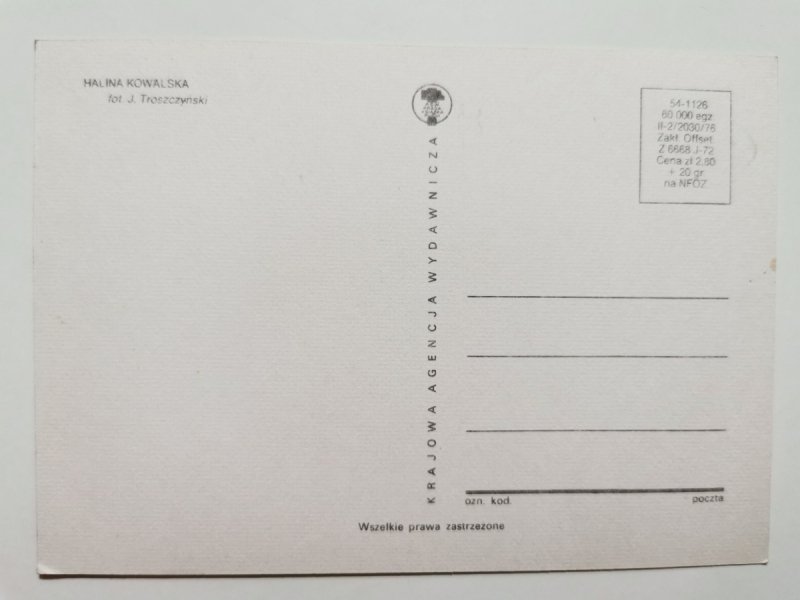 HALINA KOWALSKA
fot. J. Troszczyński
KRAJOWA AGENCJA WYDAWNICZA
54-1126
60 000 egz.
II-2/2030/76
Zakł. Offset.
Z 6668 J-72
Cena zł 2,80
+ 20 gr
na NFOZ
ozn. kod.
poczta
Wszelkie prawa zastrzeżone